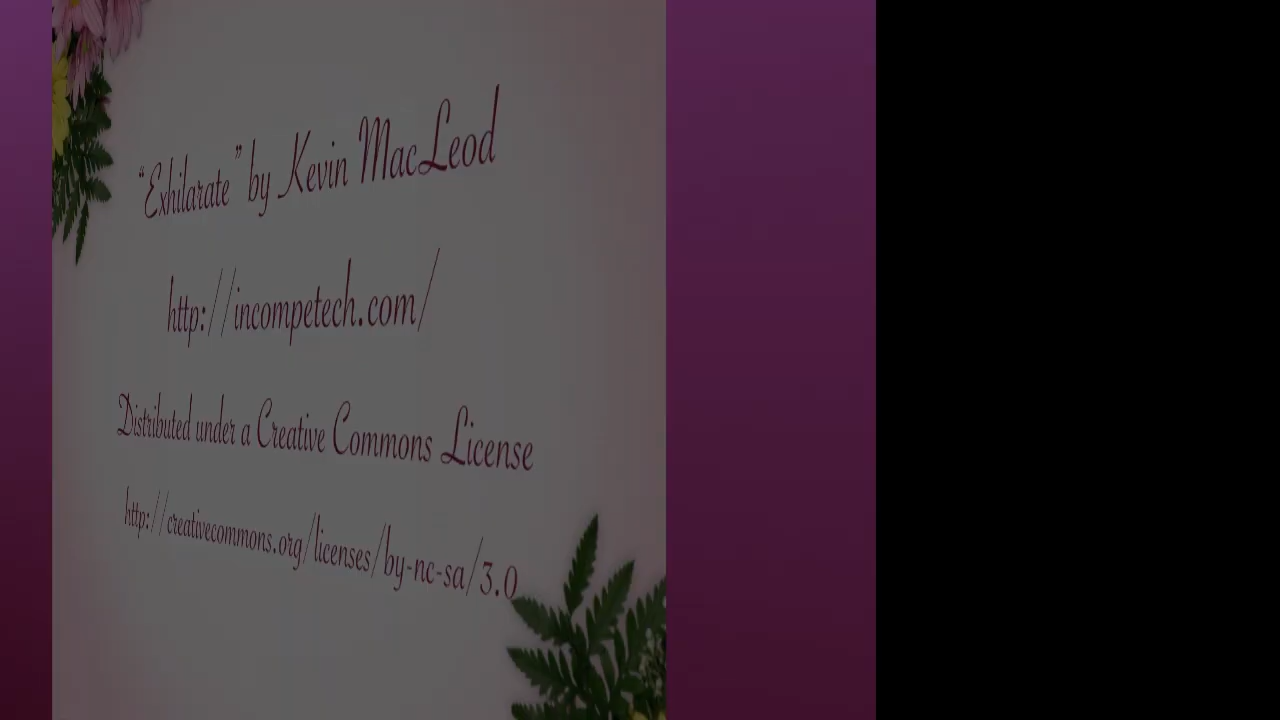 “Exhilarate” by Kevin MacLeod
http://incompetech.com/
Distributed under a Creative Commons License
http://creativecommons.org/licenses/by-nc-sa/3.0